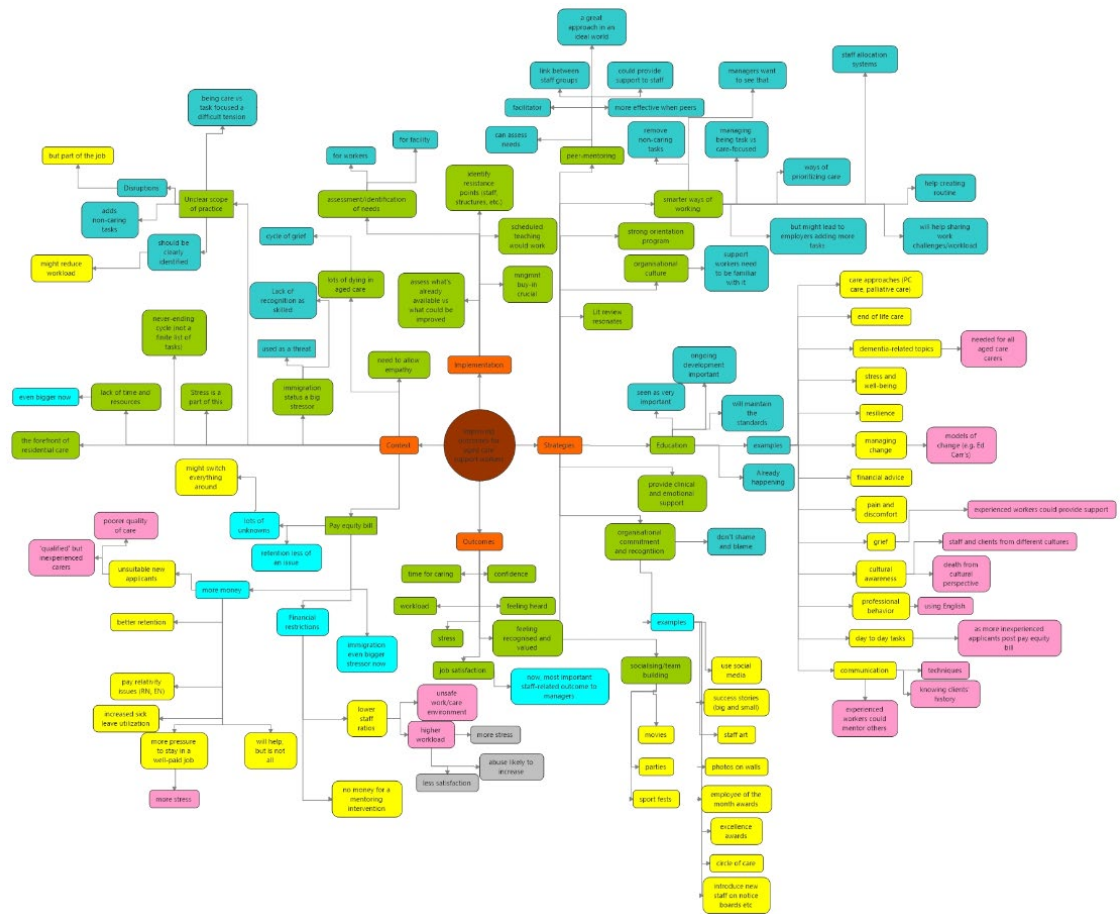 a great
approach in an
ideal world
link between
staff groups
could provide
support to staff
facilitator
more effective when peers
can assess
needs
peer-mentoring
managers want
to see that
staff allocation
systems
remove
non-caring
tasks
managing
being task vs
care-focused
ways of
prioritizing care
help creating
routine
smarter ways of
working
but might lead to
employers adding more
tasks
will help sharing
work
challenges/workload
being care vs
task focused a
difficult tension
but part of the job
Disruptions
adds
non-caring
tasks
Unclear scope
of practice
should be
clearly
identified
might reduce
workload
for workers
for facility
assessment/identification
of needs
identify
resistance
points (staff,
structures, etc.)
scheduled
teaching
would work
mngmnt
buy-in
crucial
assess what's
already
available vs
what could be
improved
Implementation
strong orientation
program
organisational
culture
support
workers need
to be familiar
with it
Lit review
resonates
cycle of grief
lots of dying in
aged care
Lack of
recognition as
skilled
used as a threat
immigration
status a big
stressor
need to allow
empathy
never-ending
cycle (not a
finite list of
tasks)
even bigger now
lack of time and
resources
Stress is a
part of this
the forefront of
residential care
Context
aged care
Strategies
Education
seen as very
important
ongoing
development
important
will maintain
the
standards
Already
happening
examples
care approaches (PC
care, palliative care)
end of life care
dementia-related topics
needed for all
aged care
carers
stress and
well-being
resilience
managing
change
models of
change (e.g. Ed
Carr's)
financial advice
pain and
discomfort
grief
experienced workers could provide support
cultural
awareness
staff and clients from different cultures
death from
cultural
perspective
professional
behavior
using English
day to day tasks
as more inexperienced
applicants post pay equity
bill
communication
techniques
knowing clients'
history
experienced
workers could
mentor others
provide clinical
and emotional
support
organisational
commitment
and recognition
don't shame
and blame
examples
use social
media
success stories
(big and small)
staff art
photos on walls
employee of the
month awards
excellence
awards
circle of care
introduce new
staff on notice
boards etc
Outcomes
time for caring
confidence
workload
feeling heard
stress
feeling
recognised and
valued
job satisfaction
now, most important
staff-related outcome to
managers
socialising/team
building
movies
parties
sport fests
Pay equity bill
might switch
everything
around
lots of
unknowns
retention less of
an issue
more money
poorer quality
of care
'qualified' but
inexperienced
carers
unsuitable new
applicants
better retention
pay relativity
issues (RN, EN)
increased sick
leave utilization
more pressure
to stay in a
well-paid job
more stress
will help,
but is not
all
Financial
restrictions
immigration
even bigger
stressor now
lower
staff
ratios
unsafe
work/care
environment
higher
workload
more stress
abuse likely to
increase
less satisfaction
no money for a
mentoring
intervention